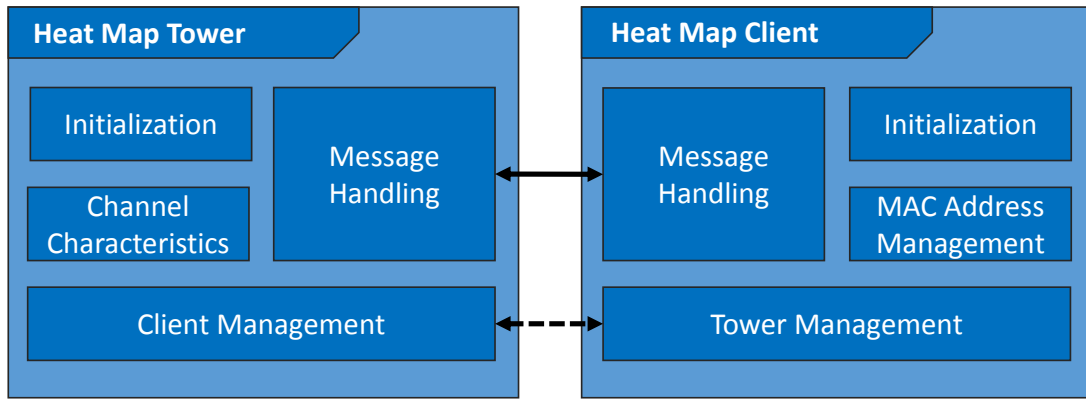 Heat Map Tower
Initialization
Message
Handling
Channel
Characteristics
Client Management
Heat Map Client
Message
Handling
Initialization
MAC Address
Management
Tower Management